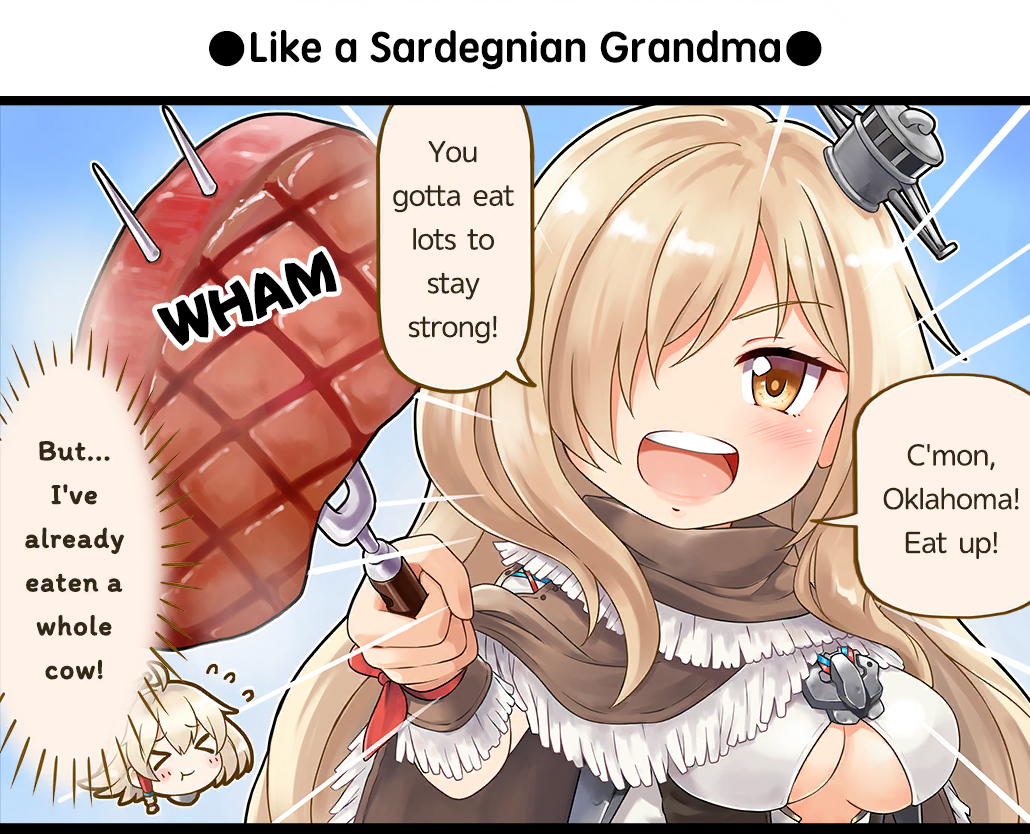 ●Like a Sardegnian Grandma●
You
gotta eat
lots to
stay
strong!
WHAM
C'mon,
Oklahoma!
Eat up!
But...
I've
already
eaten a
whole
cow!